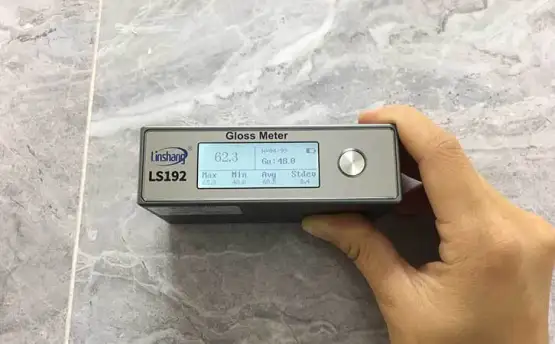 Gloss Meter
Linshang®
LS192
62.3
Gu:48.0
Max Min Avg Stdev